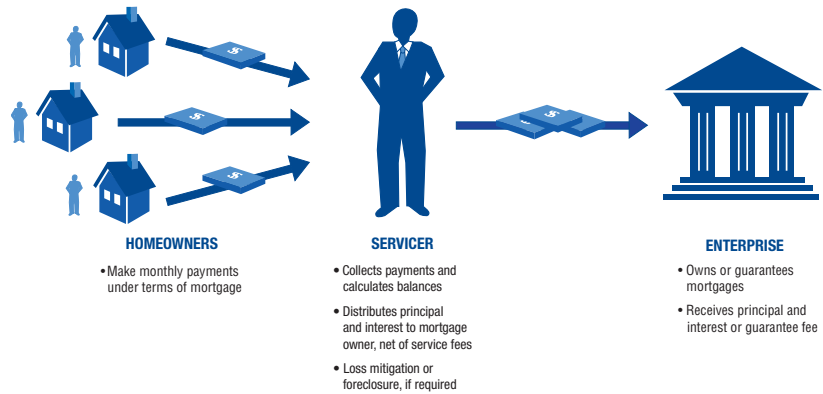 HOMEOWNERS
• Make monthly payments
under terms of mortgage
SERVICER
• Collects payments and
calculates balances
• Distributes principal
and interest to mortgage
owner, net of service fees
• Loss mitigation or
foreclosure, if required
ENTERPRISE
• Owns or guarantees
mortgages
• Receives principal and
interest or guarantee fee